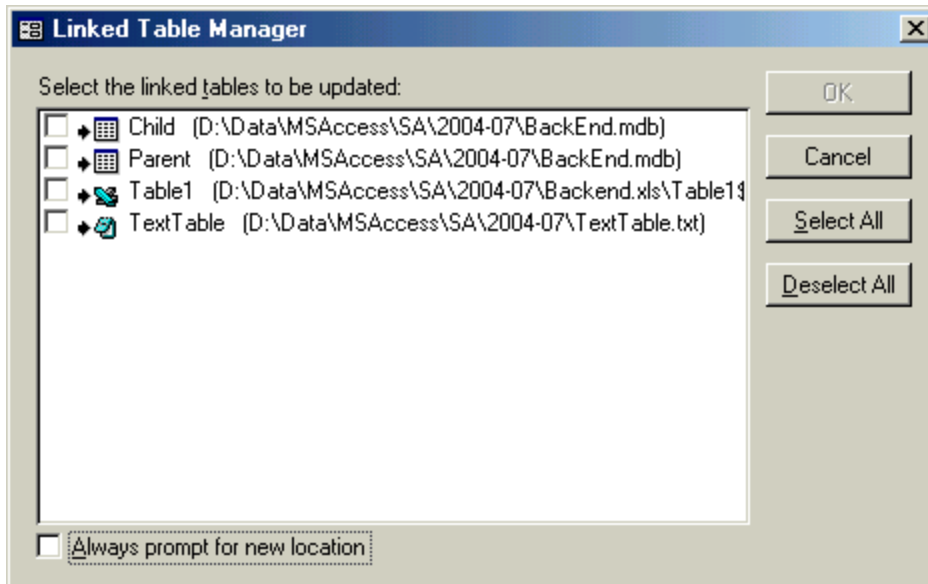 Linked Table Manager
Select the linked tables to be updated:
OK
Child (D:\Data\MSAccess\SA\2004-07\BackEnd.mdb)
Parent (D:\Data\MSAccess\SA\2004-07\BackEnd.mdb)
Cancel
Table1 (D:\Data\MSAccess\SA\2004-07\Backend.xls\Table1$
TextTable (D:\Data\MSAccess\SA\2004-07\TextTable.txt)
Select All
Deselect All
Always prompt for new location